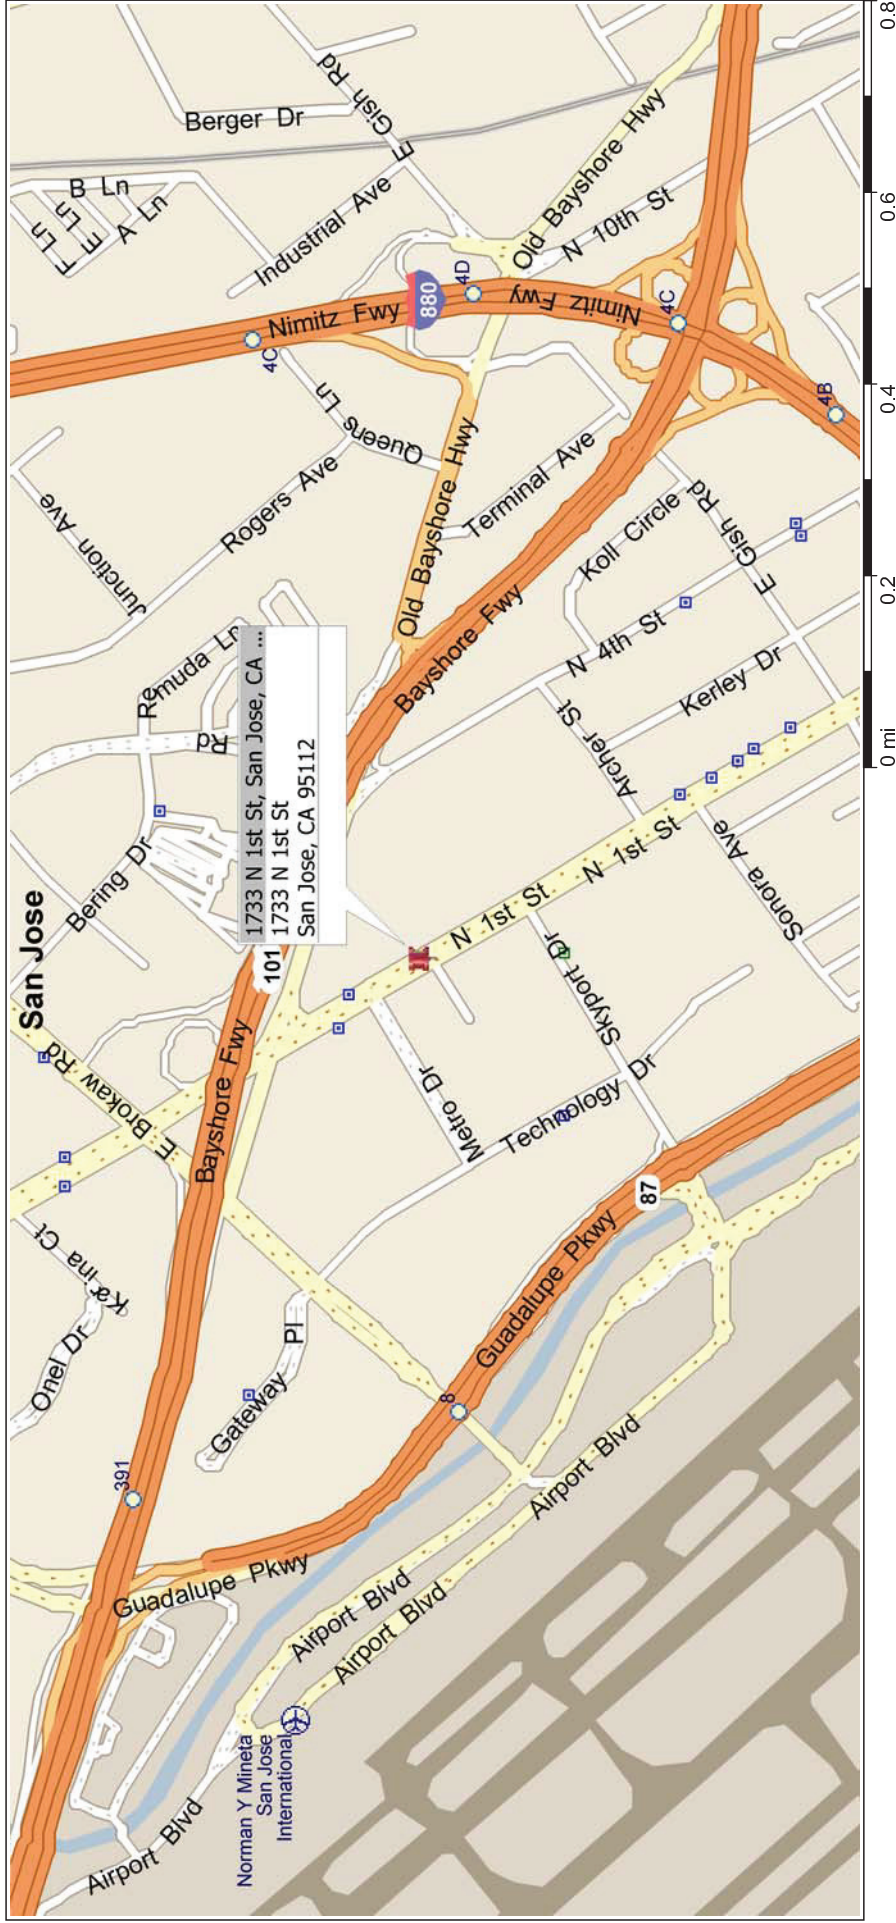 San Jose
1733 N 1st St, San Jose, CA ...
1733 N 1st St
San Jose, CA 95112
Airport Blvd
Norman Y Mineta
San Jose
International
Airport Blvd
Airport Blvd
Airport Blvd
Guadalupe Pkwy
391
Onel Dr
Ka ina Ct
Gateway Pl
8
Guadalupe Pkwy
87
Bayshore Fwy
E Brokaw Rd
101
Metro Dr
Technology Dr
Skyport Dr
N 1st St
N 1st St
Sonora Ave
Bering Dr
Remuda Ln
Rd
Junction Ave
Rogers Ave
Queens Ln
Old Bayshore Hwy
Bayshore Fwy
Terminal Ave
Koll Circle
N 4th St
Archer St
Kerley Dr
E Gish Rd
4C
Nimitz Fwy
880
4D
Nimitz Fwy
Fwy
4C
4B
Old Bayshore Hwy
N 10th St
Industrial Ave
E Gish Rd
Berger Dr
B Ln
A Ln
E Ln
F Ln
0 mi
0.2
0.4
0.6
0.8